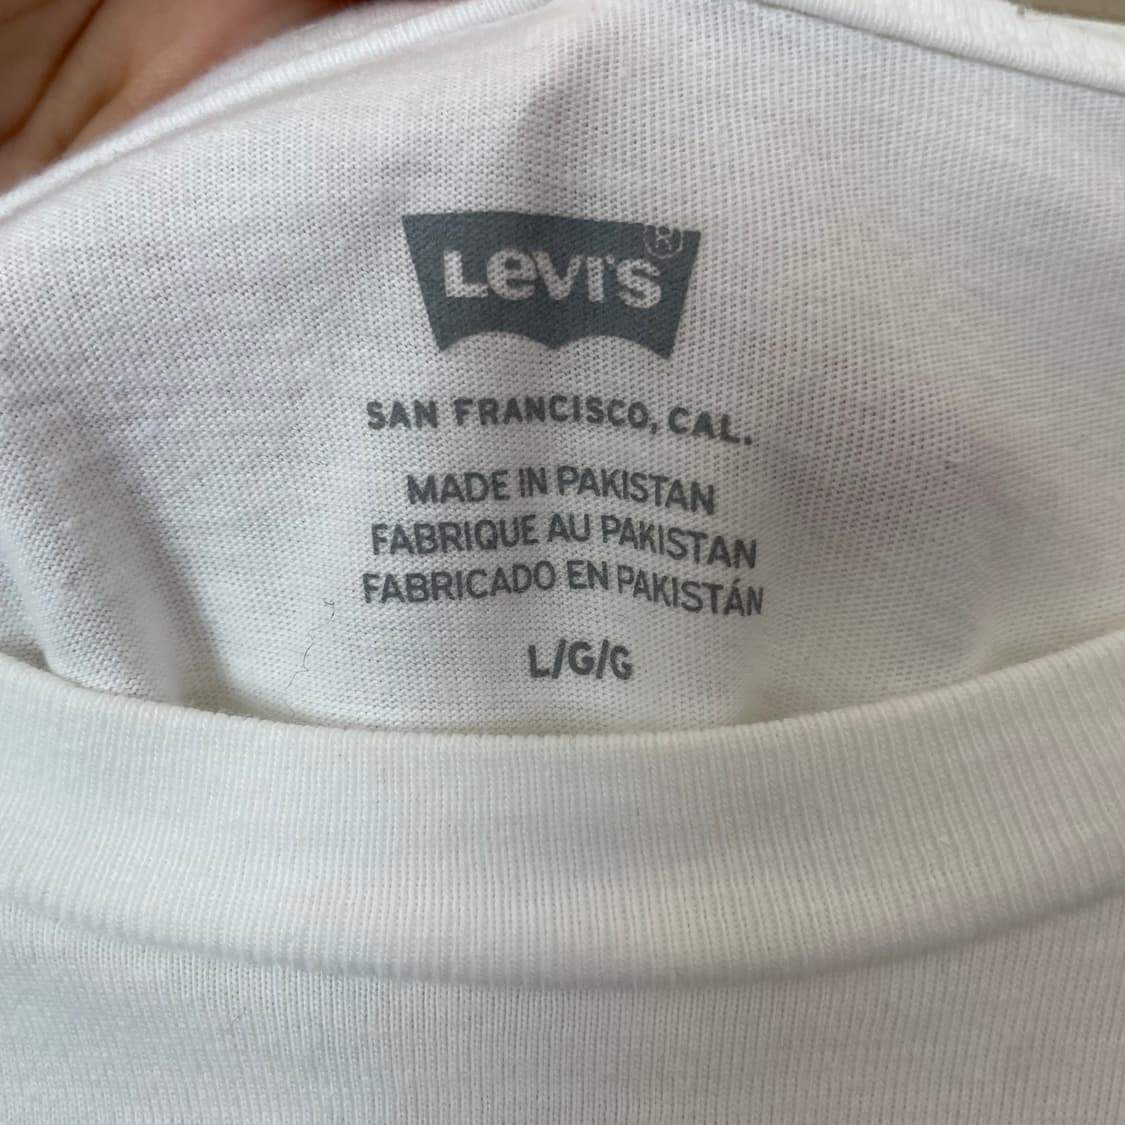 Levi's®
SAN FRANCISCO, CAL.
MADE IN PAKISTAN
FABRIQUE AU PAKISTAN
FABRICADO EN PAKISTÁN
L/G/G